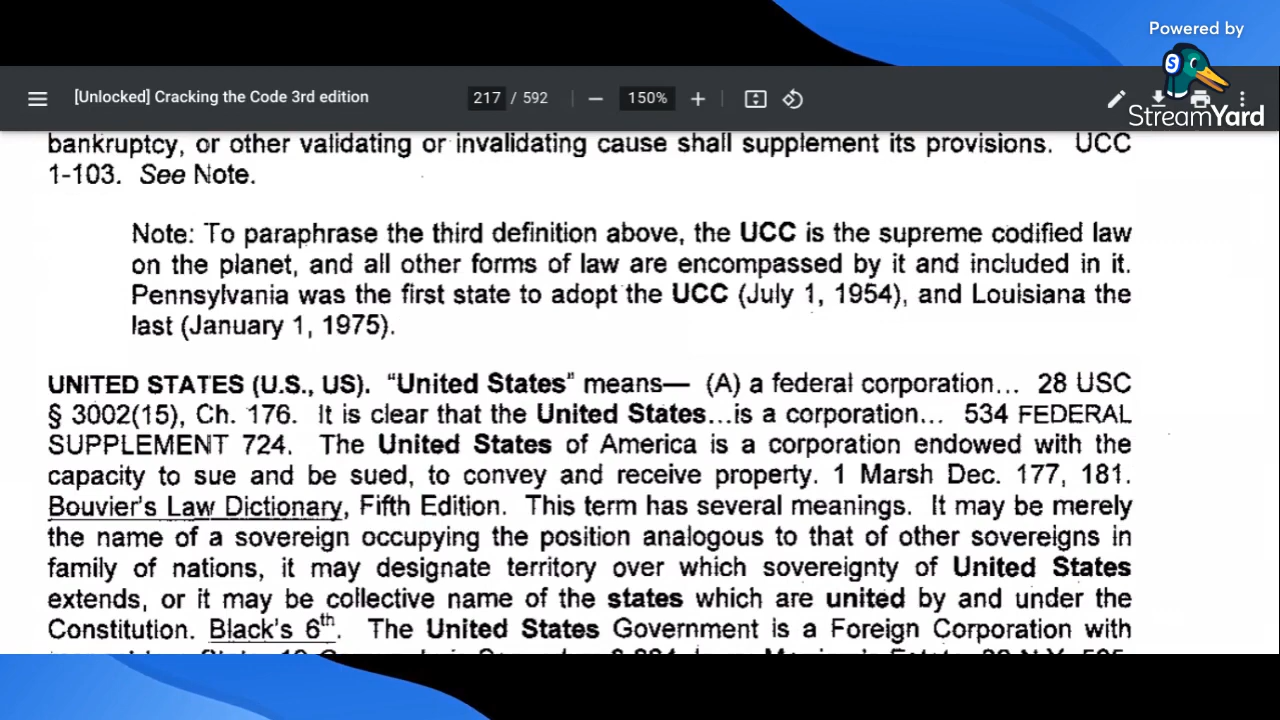 Powered by
StreamYard
[Unlocked] Cracking the Code 3rd edition 217 / 592 150%
bankruptcy, or other validating or invalidating cause shall supplement its provisions. UCC
1-103. See Note.
Note: To paraphrase the third definition above, the UCC is the supreme codified law
on the planet, and all other forms of law are encompassed by it and included in it.
Pennsylvania was the first state to adopt the UCC (July 1, 1954), and Louisiana the
last (January 1, 1975).
UNITED STATES (U.S., US). "United States" means— (A) a federal corporation... 28 USC
§ 3002(15), Ch. 176. It is clear that the United States...is a corporation... 534 FEDERAL
SUPPLEMENT 724. The United States of America is a corporation endowed with the
capacity to sue and be sued, to convey and receive property. 1 Marsh Dec. 177, 181.
Bouvier's Law Dictionary, Fifth Edition. This term has several meanings. It may be merely
the name of a sovereign occupying the position analogous to that of other sovereigns in
family of nations, it may designate territory over which sovereignty of United States
extends, or it may be collective name of the states which are united by and under the
Constitution. Black's 6th. The United States Government is a Foreign Corporation with